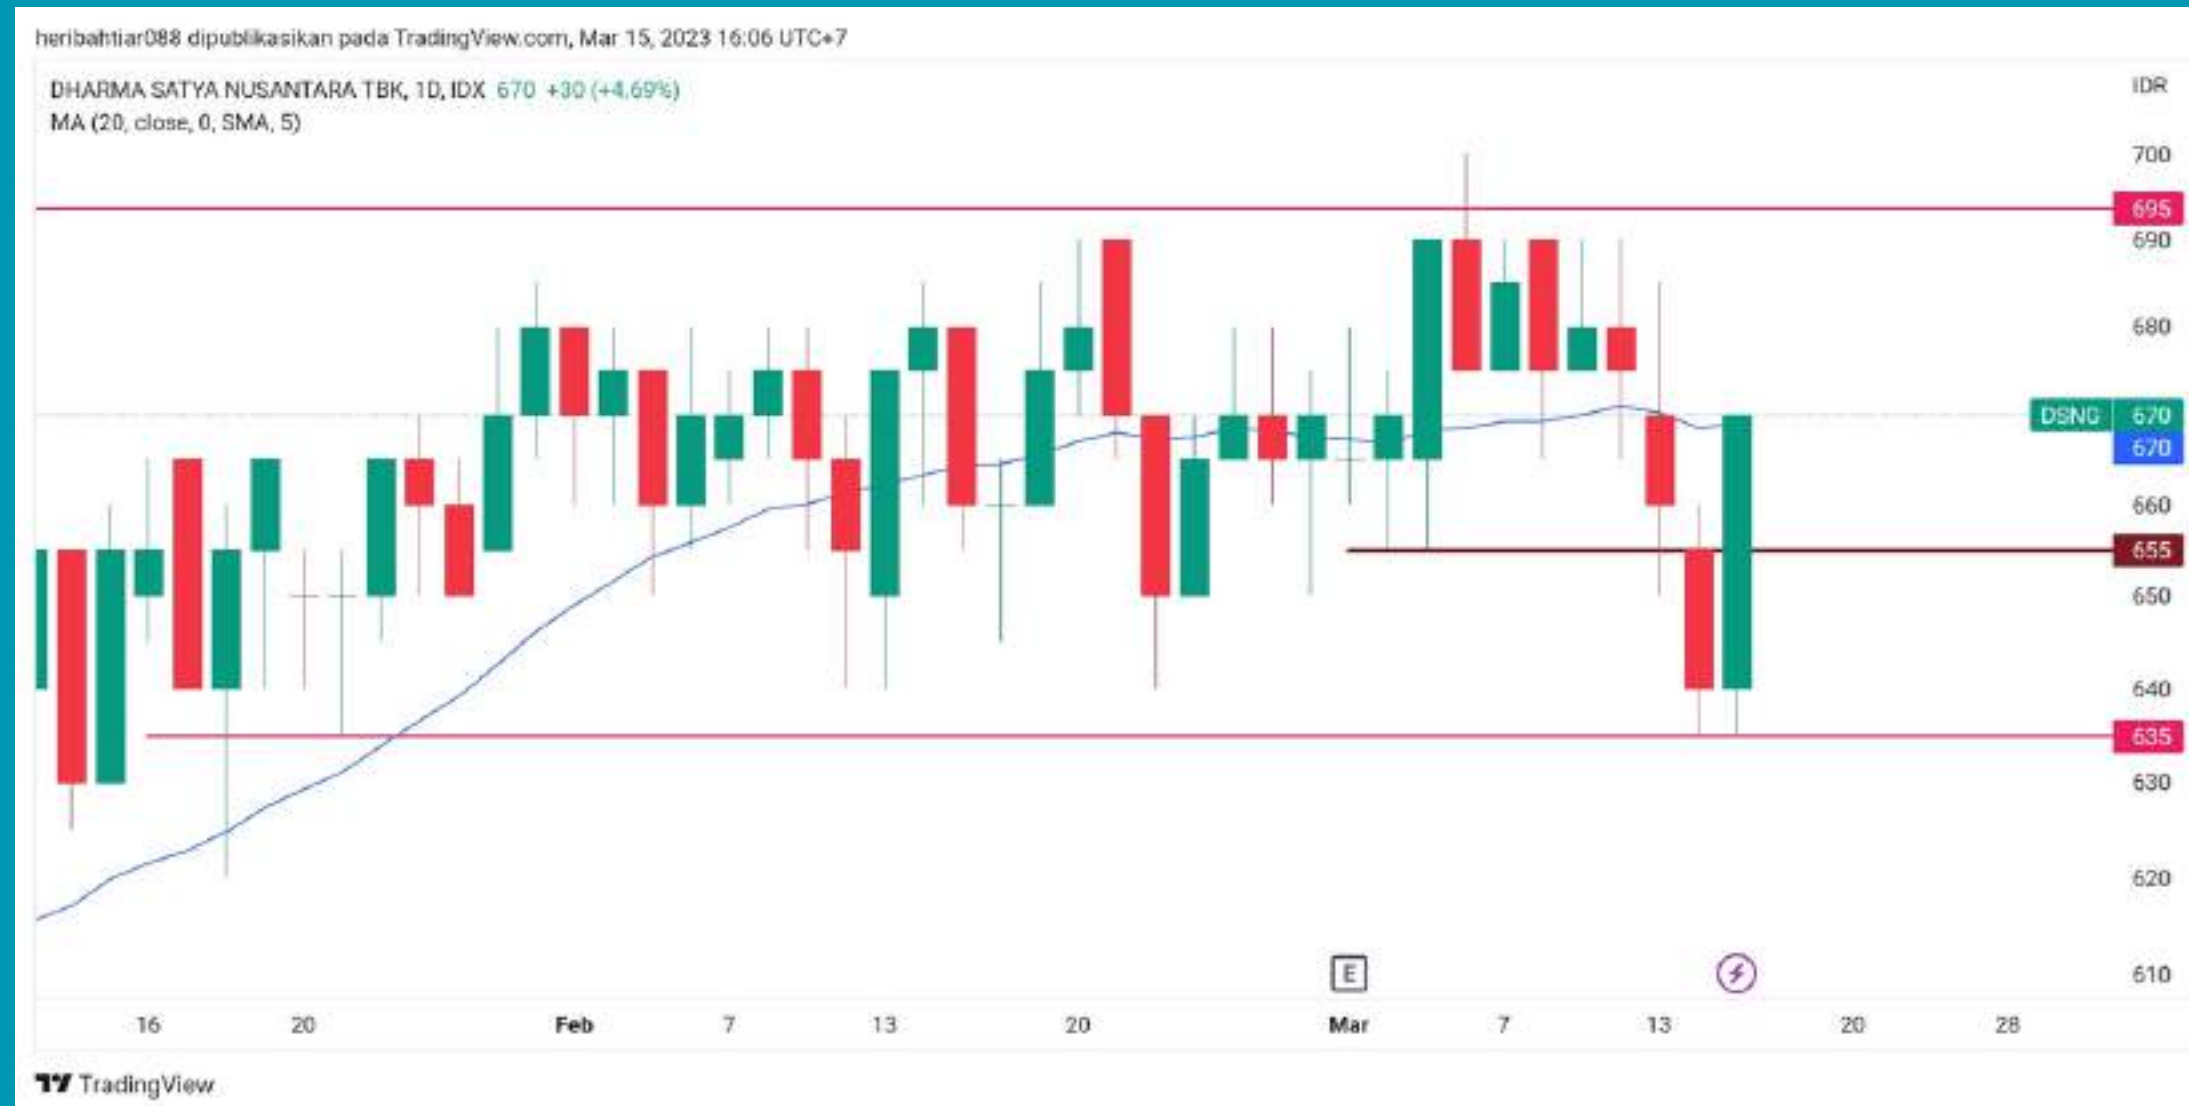 heribahtiar088 dipublikasikan pada TradingView.com, Mar 15, 2023 16:06 UTC+7
DHARMA SATYA NUSANTARA TBK, 1D, IDX 670 +30 (+4.69%)
MA (20, close, 0, SMA, 5)
IDR
700
695
690
680
DSNG 670
670
660
655
650
640
635
630
620
610
E
16 20 Feb 7 13 20 Mar 7 13 20 28
TradingView